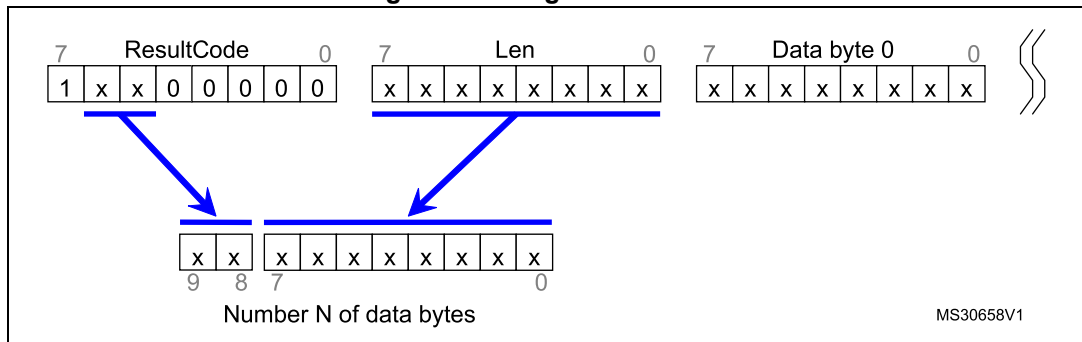 7 ResultCode 0 7 Len 0 7 Data byte 0 0
1 x x 0 0 0 0 0 x x x x x x x x x x x x x x x x
x x x x x x x x x x
9 8 7 0
Number N of data bytes
MS30658V1